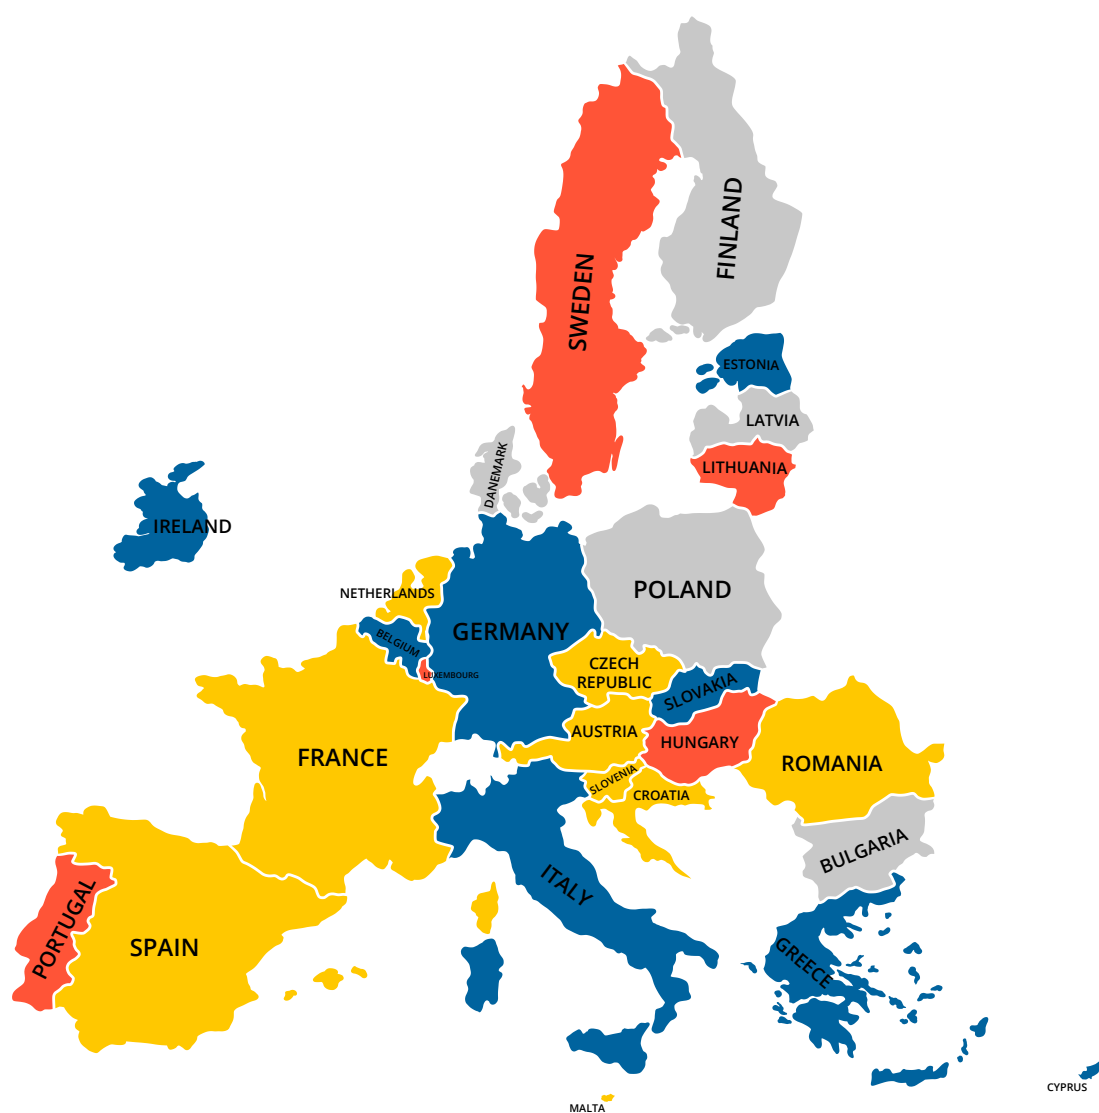 FINLAND
SWEDEN
ESTONIA
LATVIA
LITHUANIA
DANEMARK
IRELAND
NETHERLANDS
POLAND
GERMANY
BELGIUM
LUXEMBOURG
CZECH
REPUBLIC
SLOVAKIA
AUSTRIA
HUNGARY
FRANCE
ROMANIA
SLOVENIA
CROATIA
BULGARIA
ITALY
PORTUGAL
SPAIN
GREECE
CYPRUS
MALTA